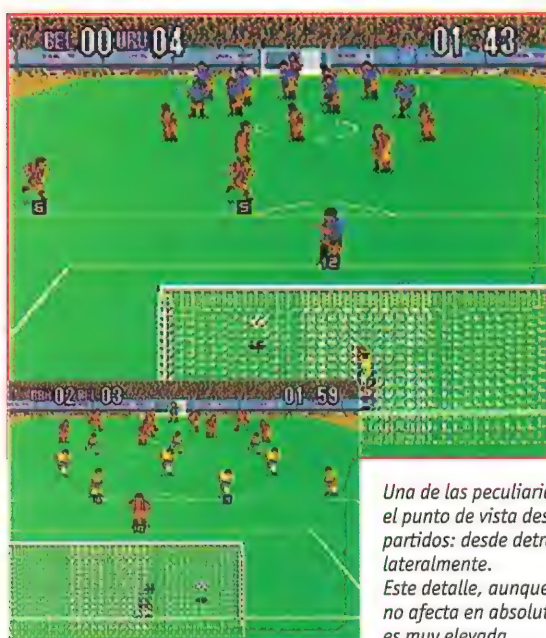 BEL 00 URU 04 01 43
6
5
12
02 BEL 03 01 59
Una de las peculiari
el punto de vista des
partidos: desde detr
lateralmente.
Este detalle, aunque
no afecta en absolut
es muy elevada